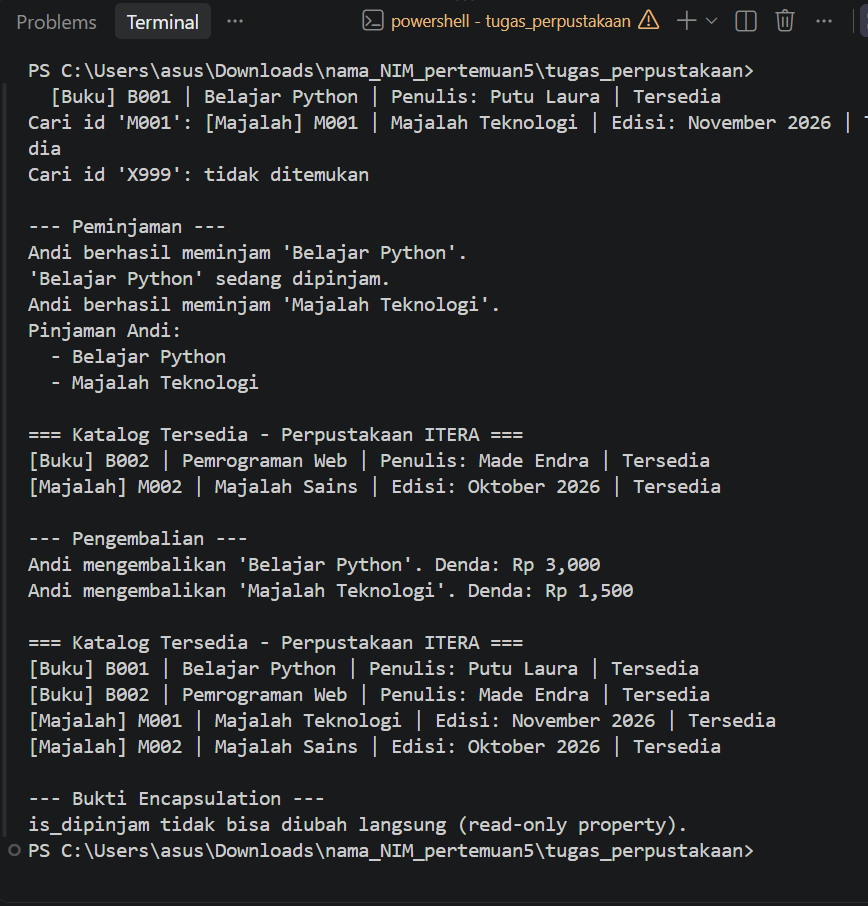 Problems Terminal ··· powershell - tugas_perpustakaan
PS C:\Users\asus\Downloads\nama_NIM_pertemuan5\tugas_perpustakaan>
[Buku] B001 | Belajar Python | Penulis: Putu Laura | Tersedia
Cari id 'M001': [Majalah] M001 | Majalah Teknologi | Edisi: November 2026 |
dia
Cari id 'X999': tidak ditemukan
--- Peminjaman ---
Andi berhasil meminjam 'Belajar Python'.
'Belajar Python' sedang dipinjam.
Andi berhasil meminjam 'Majalah Teknologi'.
Pinjaman Andi:
- Belajar Python
- Majalah Teknologi
=== Katalog Tersedia - Perpustakaan ITERA ===
[Buku] B002 | Pemrograman Web | Penulis: Made Endra | Tersedia
[Majalah] M002 | Majalah Sains | Edisi: Oktober 2026 | Tersedia
--- Pengembalian ---
Andi mengembalikan 'Belajar Python'. Denda: Rp 3,000
Andi mengembalikan 'Majalah Teknologi'. Denda: Rp 1,500
=== Katalog Tersedia - Perpustakaan ITERA ===
[Buku] B001 | Belajar Python | Penulis: Putu Laura | Tersedia
[Buku] B002 | Pemrograman Web | Penulis: Made Endra | Tersedia
[Majalah] M001 | Majalah Teknologi | Edisi: November 2026 | Tersedia
[Majalah] M002 | Majalah Sains | Edisi: Oktober 2026 | Tersedia
--- Bukti Encapsulation ---
is_dipinjam tidak bisa diubah langsung (read-only property).
PS C:\Users\asus\Downloads\nama_NIM_pertemuan5\tugas_perpustakaan>